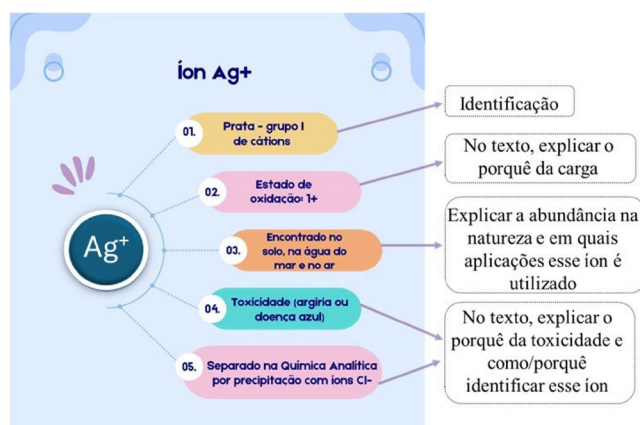 Íon Ag+
Ag⁺
01.
Prata - grupo I
de cátions
02.
Estado de
oxidação: 1+
03.
Encontrado no
solo, na água do
mar e no ar
04.
Toxicidade (argiria ou
doença azul)
05.
Separado na Química Analítica
por precipitação com íons Cl-
Identificação
No texto, explicar o
porquê da carga
Explicar a abundância na
natureza e em quais
aplicações esse íon é
utilizado
No texto, explicar o
porquê da toxicidade e
como/porquê
identificar esse íon